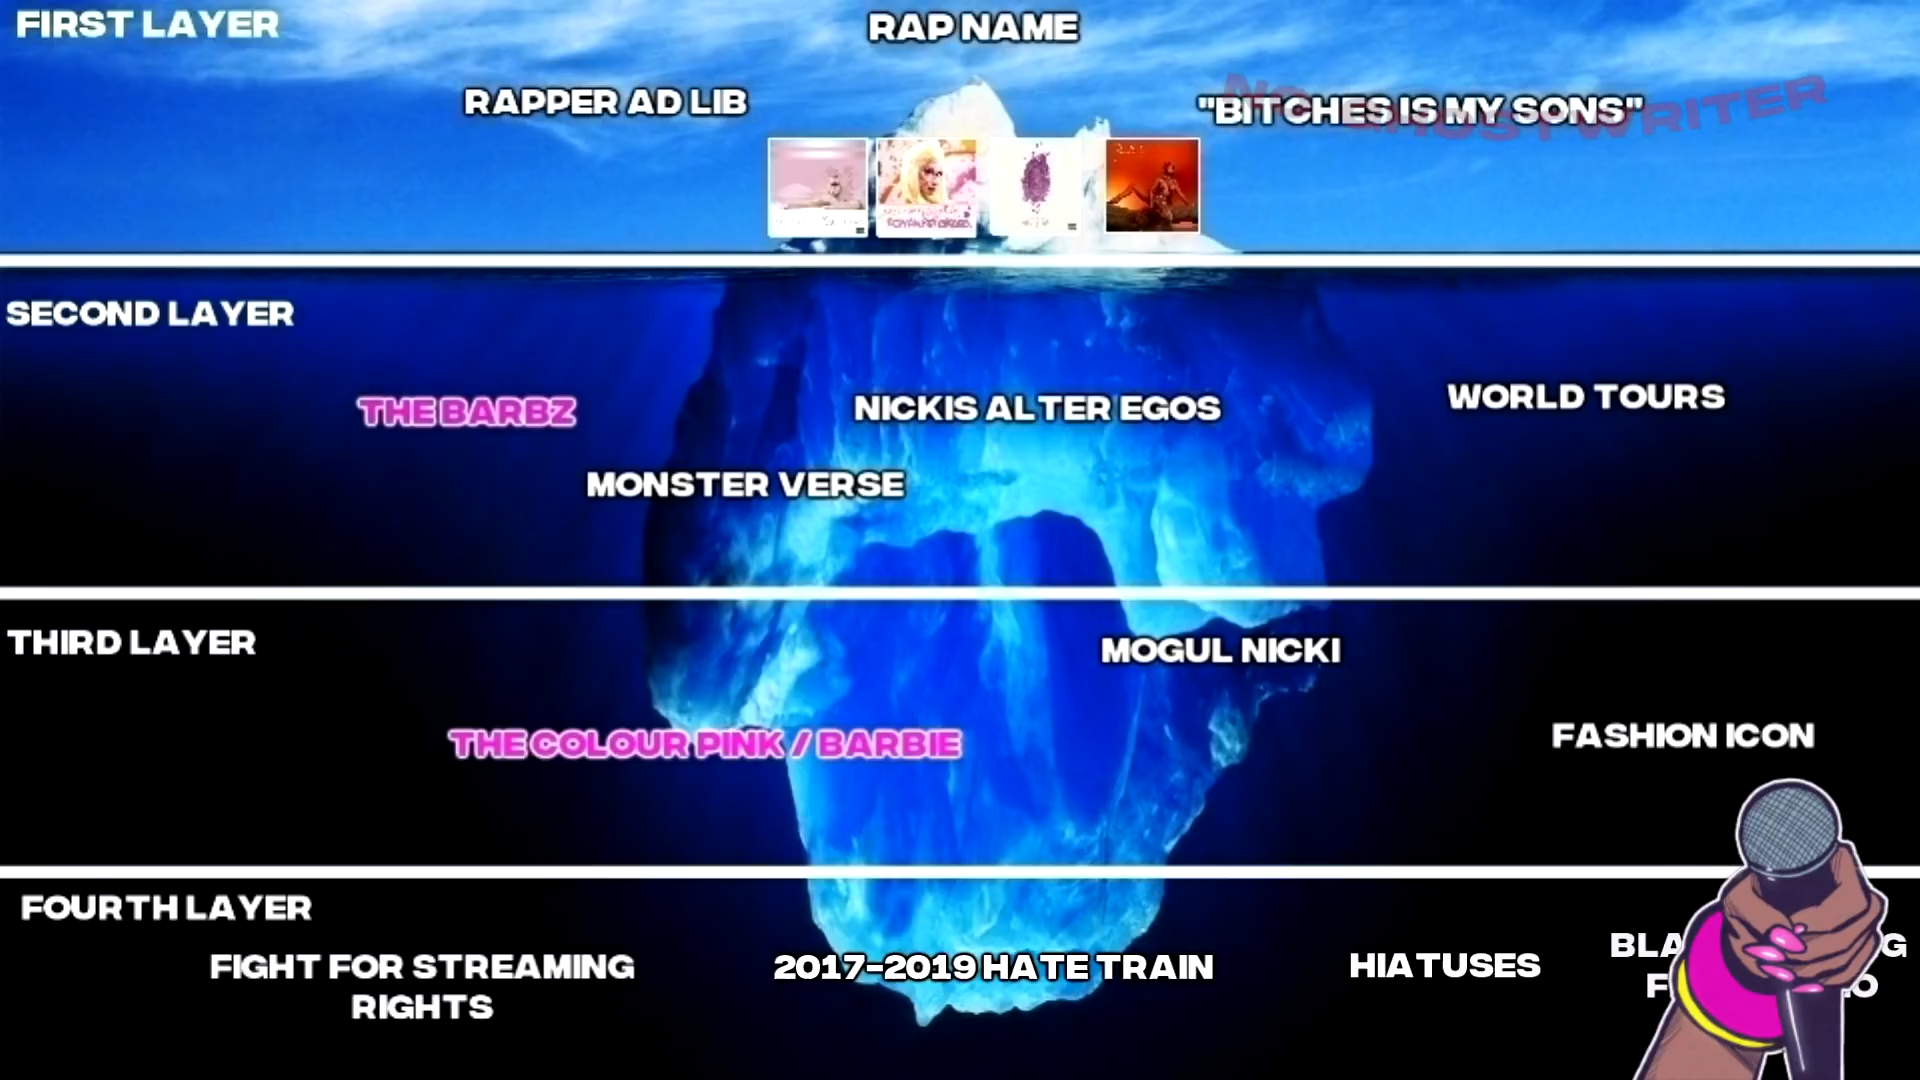 FIRST LAYER
RAP NAME
RAPPER AD LIB
"BITCHES IS MY SONS"
NO GHOSTWRITER
SECOND LAYER
THE BARBZ
NICKIS ALTER EGOS
WORLD TOURS
MONSTER VERSE
THIRD LAYER
MOGUL NICKI
THE COLOUR PINK / BARBIE
FASHION ICON
FOURTH LAYER
FIGHT FOR STREAMING
RIGHTS
2017-2019 HATE TRAIN
HIATUSES